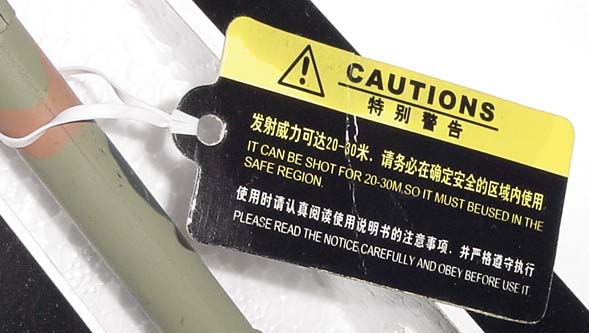 CAUTIONS
特别警告
发射威力可达20-30米，请务必在确定安全的区域内使用.
IT CAN BE SHOT FOR 20-30M,SO IT MUST BEUSED IN THE
SAFE REGION.
使用时请认真阅读使用说明书的注意事项，并严格遵守执行
PLEASE READ THE NOTICE CAREFULLY AND OBEY BEFORE USE IT